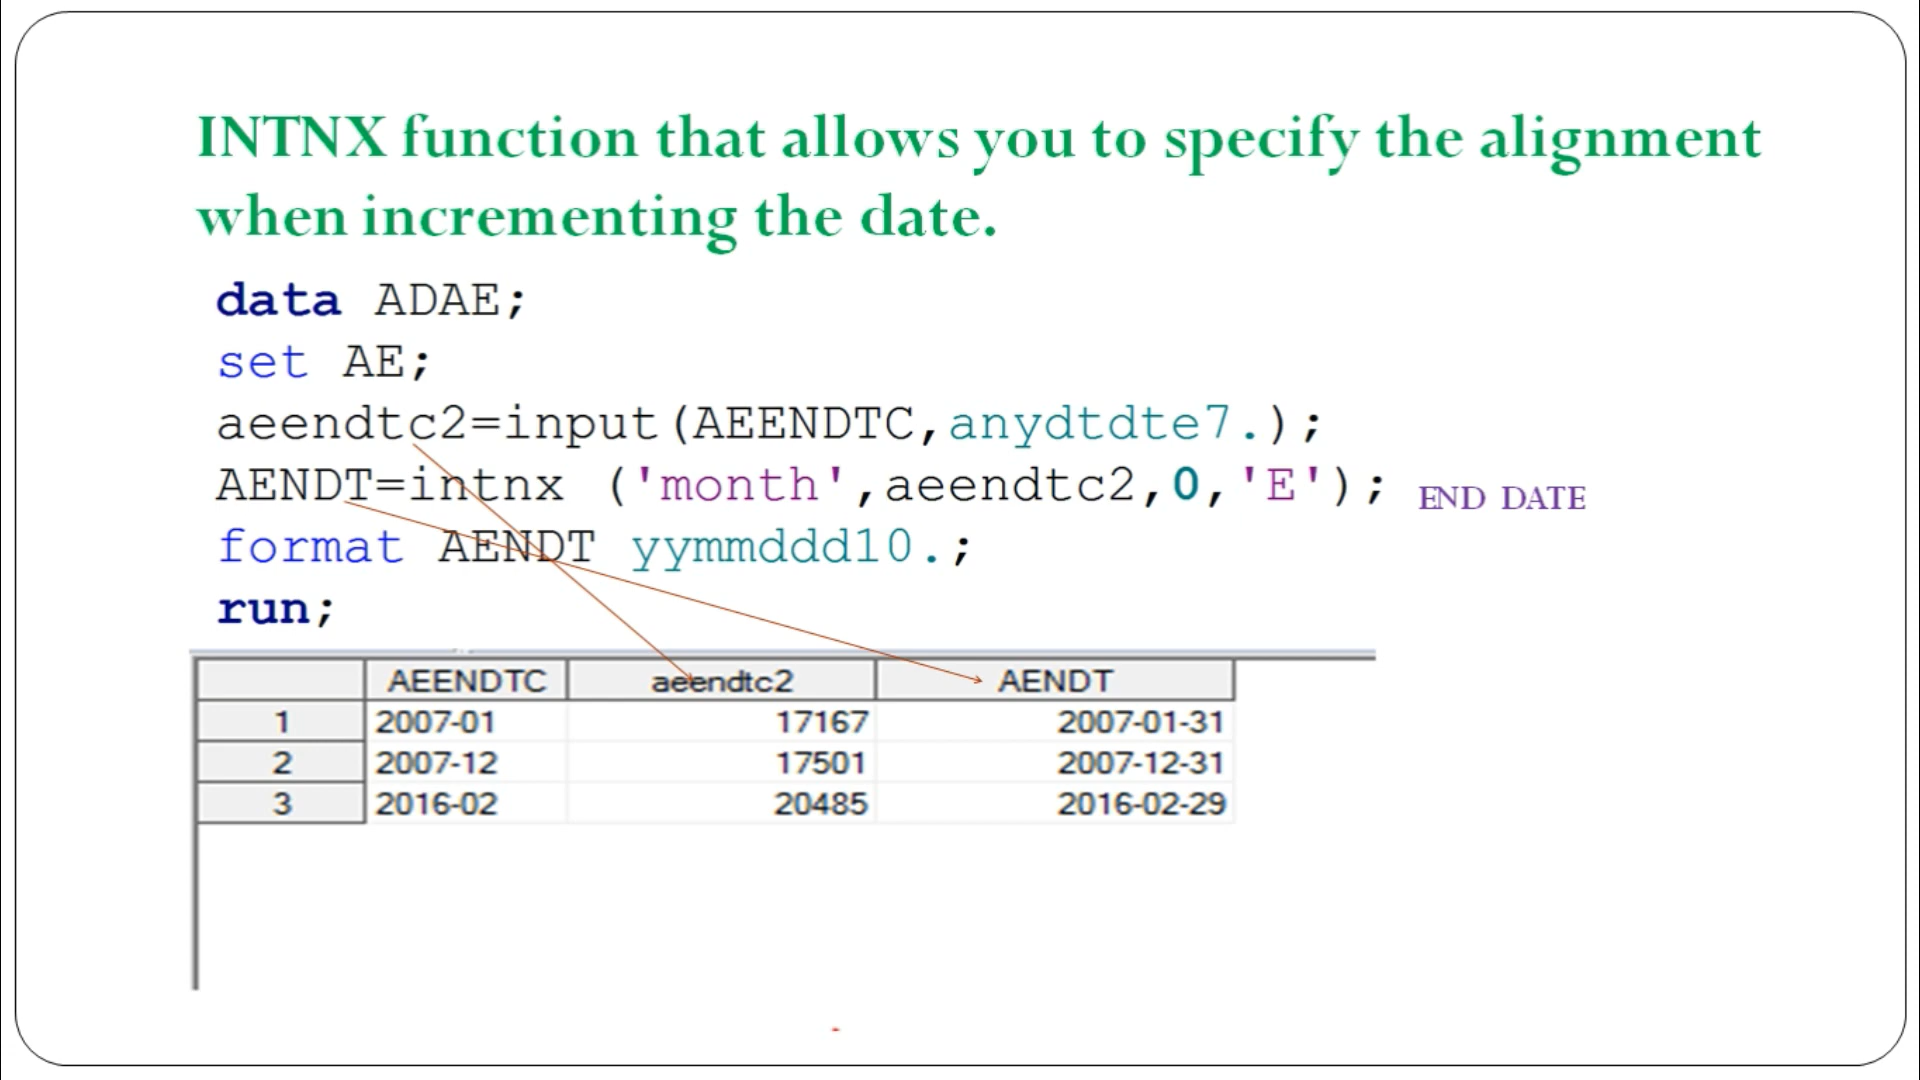 INTNX function that allows you to specify the alignment
when incrementing the date.
data ADAE;
set AE;
aeendtc2=input(AEENDTC,anydtdte7.);
AENDT=intnx ('month',aeendtc2,0,'E'); END DATE
format AENDT yymmddd10.;
run;
AEENDTC aeendtc2 AENDT
1 2007-01 17167 2007-01-31
2 2007-12 17501 2007-12-31
3 2016-02 20485 2016-02-29